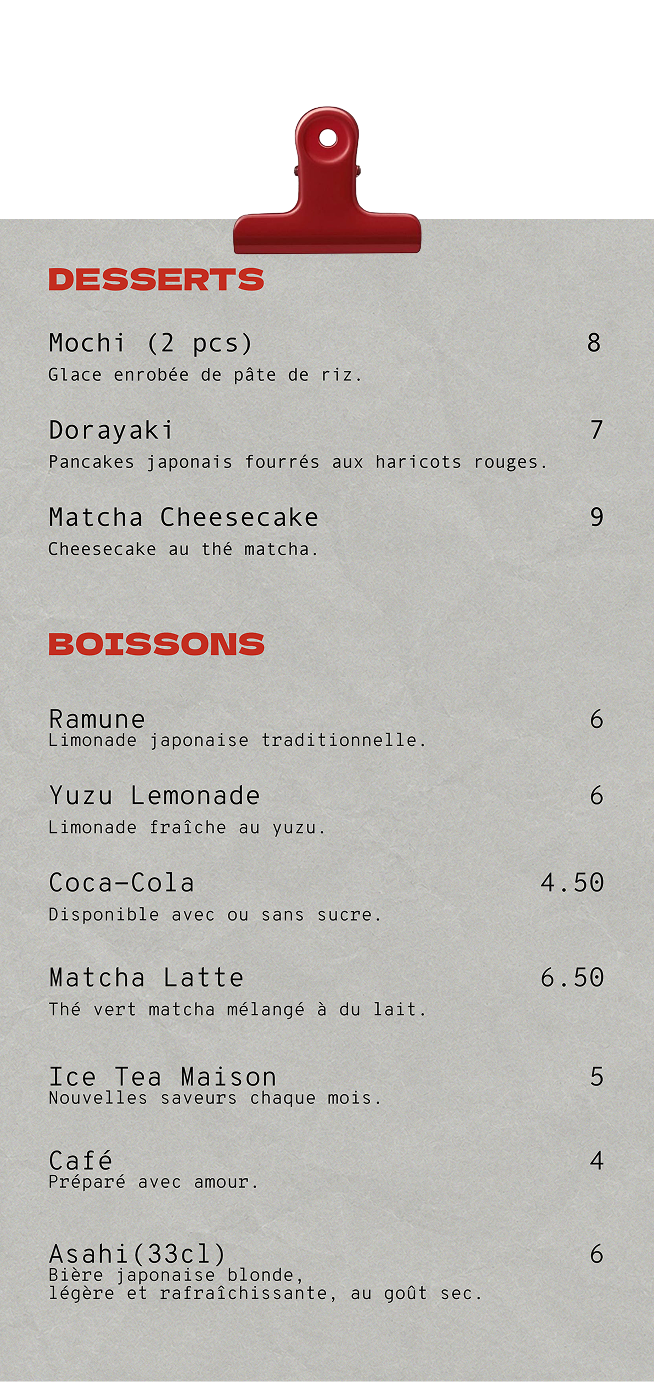 DESSERTS
Mochi (2 pcs) 8
Glace enrobée de pâte de riz.
Dorayaki 7
Pancakes japonais fourrés aux haricots rouges.
Matcha Cheesecake 9
Cheesecake au thé matcha.
BOISSONS
Ramune 6
Limonade japonaise traditionnelle.
Yuzu Lemonade 6
Limonade fraîche au yuzu.
Coca-Cola 4.50
Disponible avec ou sans sucre.
Matcha Latte 6.50
Thé vert matcha mélangé à du lait.
Ice Tea Maison 5
Nouvelles saveurs chaque mois.
Café 4
Préparé avec amour.
Asahi(33cl) 6
Bière japonaise blonde,
légère et rafraîchissante, au goût sec.